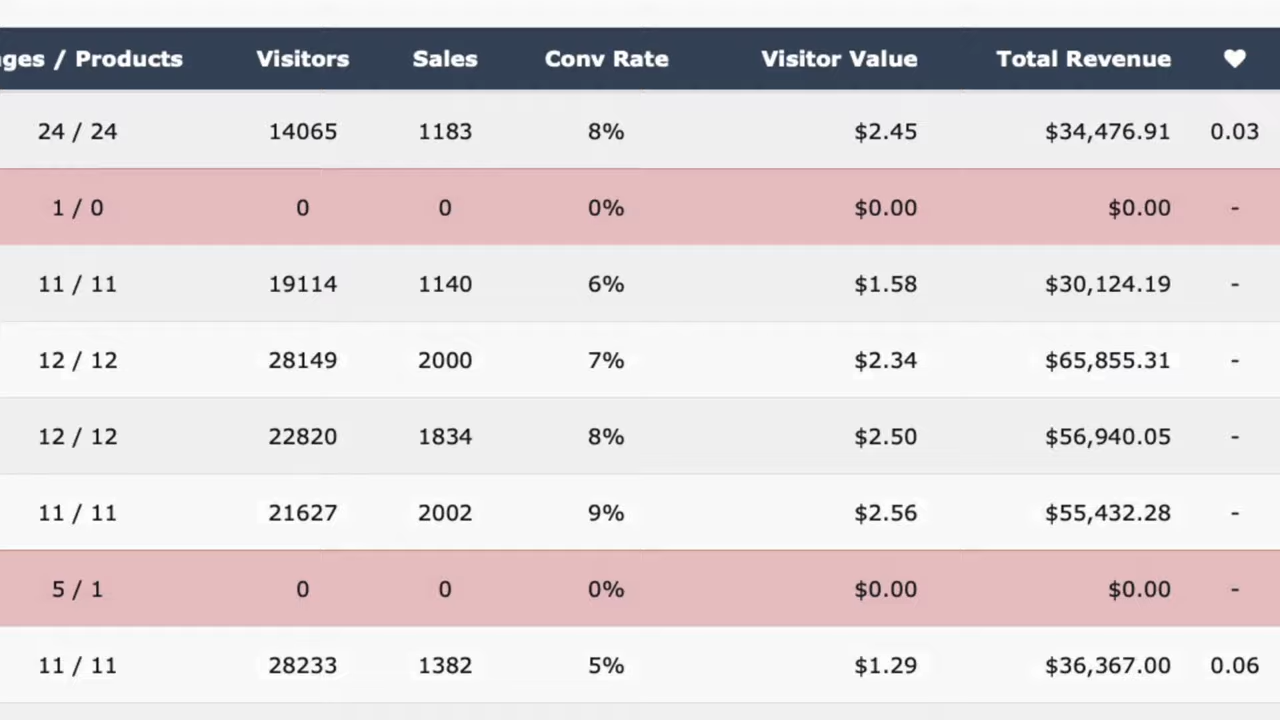 ges / Products Visitors Sales Conv Rate Visitor Value Total Revenue ♥
24 / 24 14065 1183 8% $2.45 $34,476.91 0.03
1 / 0 0 0 0% $0.00 $0.00 -
11 / 11 19114 1140 6% $1.58 $30,124.19 -
12 / 12 28149 2000 7% $2.34 $65,855.31 -
12 / 12 22820 1834 8% $2.50 $56,940.05 -
11 / 11 21627 2002 9% $2.56 $55,432.28 -
5 / 1 0 0 0% $0.00 $0.00 -
11 / 11 28233 1382 5% $1.29 $36,367.00 0.06